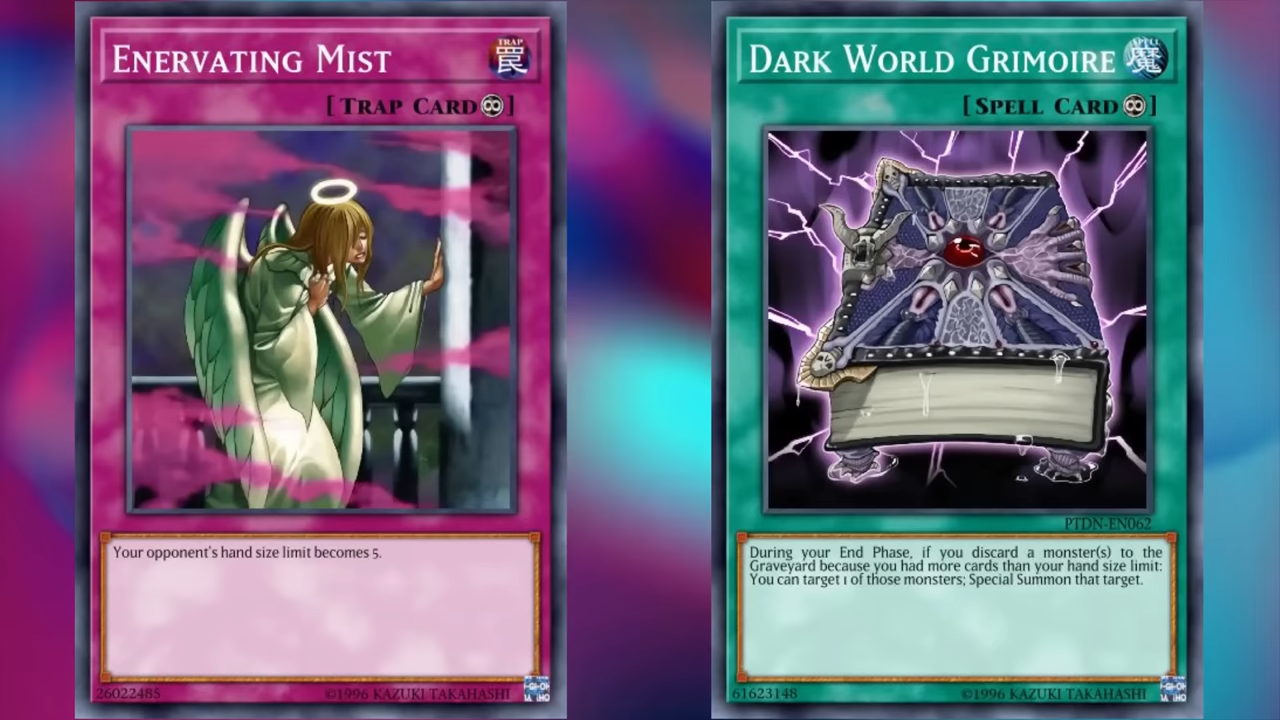 ENERVATING MIST
TRAP
罠
[TRAP CARD∞]
Your opponent's hand size limit becomes 5.
26022485
©1996 KAZUKI TAKAHASHI
DARK WORLD GRIMOIRE
SPELL
魔
[SPELL CARD∞]
PTDN-EN062
During your End Phase, if you discard a monster(s) to the
Graveyard because you had more cards than your hand size limit:
You can target 1 of those monsters; Special Summon that target.
61623148
©1996 KAZUKI TAKAHASHI